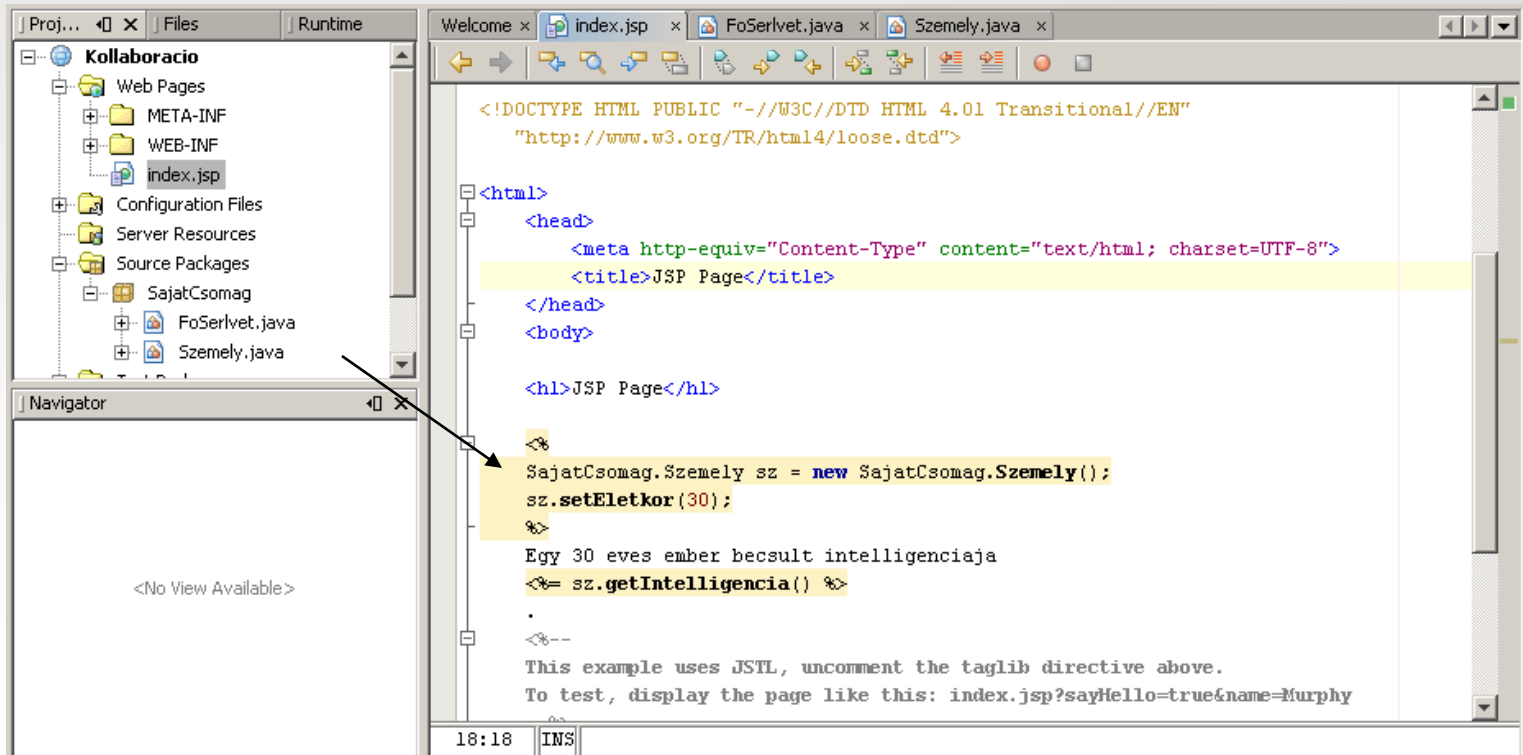 Proj...
Files
Runtime
Kollaboracio
Web Pages
META-INF
WEB-INF
index.jsp
Configuration Files
Server Resources
Source Packages
SajatCsomag
FoSerlvet.java
Szemely.java
Navigator
<No View Available>
Welcome
index.jsp
FoSerlvet.java
Szemely.java
<!DOCTYPE HTML PUBLIC "-//W3C//DTD HTML 4.01 Transitional//EN"
"http://www.w3.org/TR/html4/loose.dtd">
<html>
<head>
<meta http-equiv="Content-Type" content="text/html; charset=UTF-8">
<title>JSP Page</title>
</head>
<body>
<h1>JSP Page</h1>
<%
SajatCsomag.Szemely sz = new SajatCsomag.Szemely();
sz.setEletkor(30);
%>
Egy 30 eves ember becsult intelligenciaja
<%= sz.getIntelligencia() %>
.
<%--
This example uses JSTL, uncomment the taglib directive above.
To test, display the page like this: index.jsp?sayHello=true&name=Murphy
18:18
INS